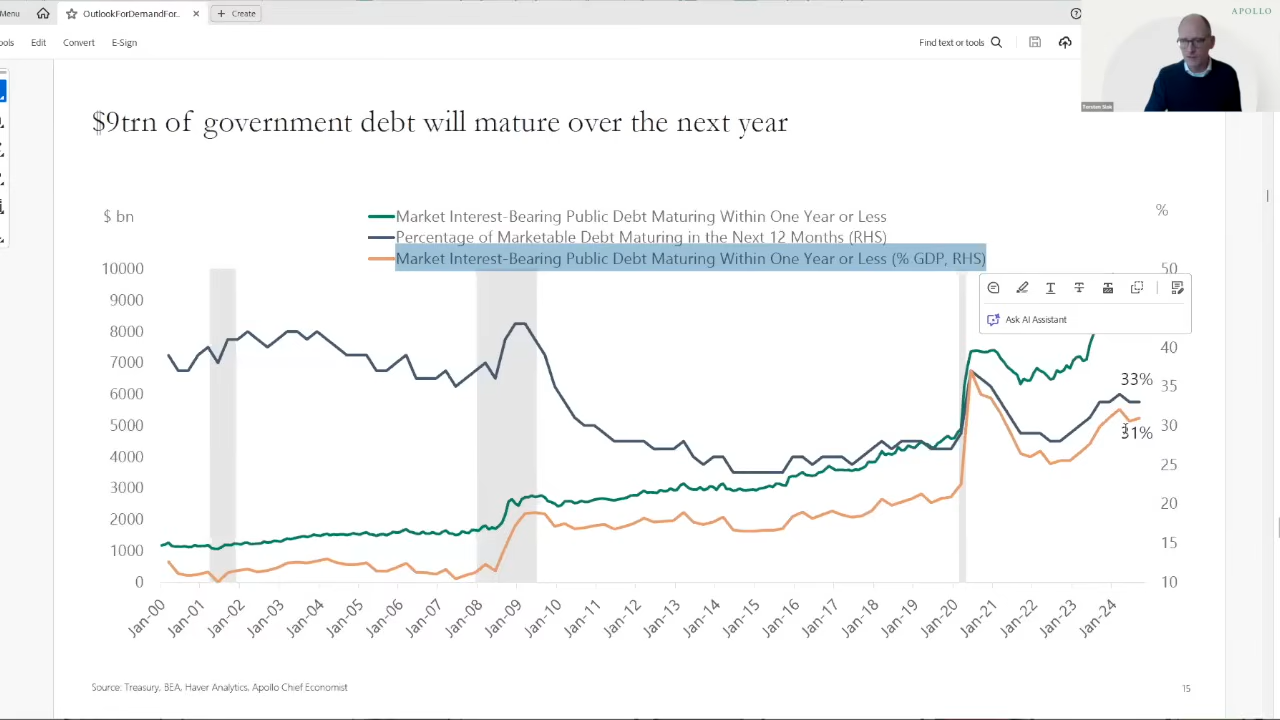 Menu
OutlookForDemandFor...
Create
APOLLO
Edit
Convert
E-Sign
Find text or tools
Torsten Slok
$9trn of government debt will mature over the next year
$ bn
%
Market Interest-Bearing Public Debt Maturing Within One Year or Less
Percentage of Marketable Debt Maturing in the Next 12 Months (RHS)
Market Interest-Bearing Public Debt Maturing Within One Year or Less (% GDP, RHS)
Ask AI Assistant
10000
9000
8000
7000
6000
5000
4000
3000
2000
1000
0
50
40
35
30
25
20
15
10
33%
31%
Jan-00
Jan-01
Jan-02
Jan-03
Jan-04
Jan-05
Jan-06
Jan-07
Jan-08
Jan-09
Jan-10
Jan-11
Jan-12
Jan-13
Jan-14
Jan-15
Jan-16
Jan-17
Jan-18
Jan-19
Jan-20
Jan-21
Jan-22
Jan-23
Jan-24
Source: Treasury, BEA, Haver Analytics, Apollo Chief Economist
15